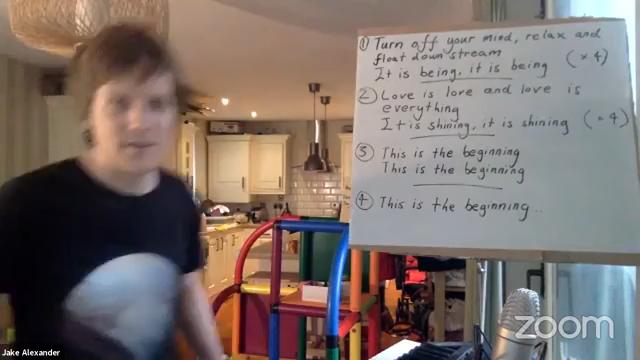 ① Turn off your mind, relax and
float down stream
It is being, it is being (×4)
② Love is love and love is
everything
It is shining, it is shining (×4)
③ This is the beginning
This is the beginning
④ This is the beginning...
Jake Alexander
zoom